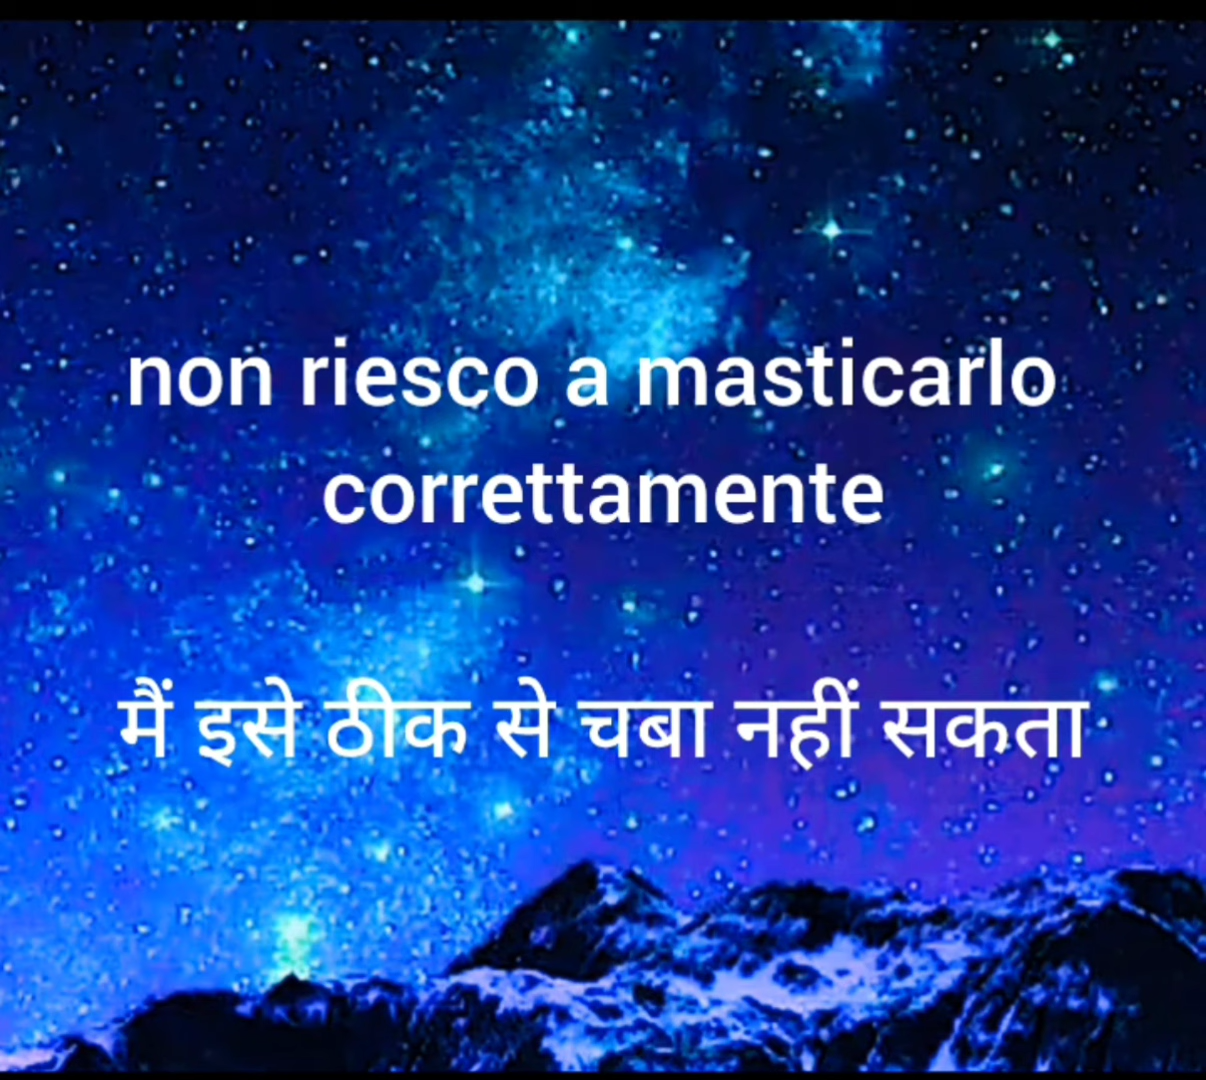 non riesco a masticarlo
correttamente
मैं इसे ठीक से चबा नहीं सकता